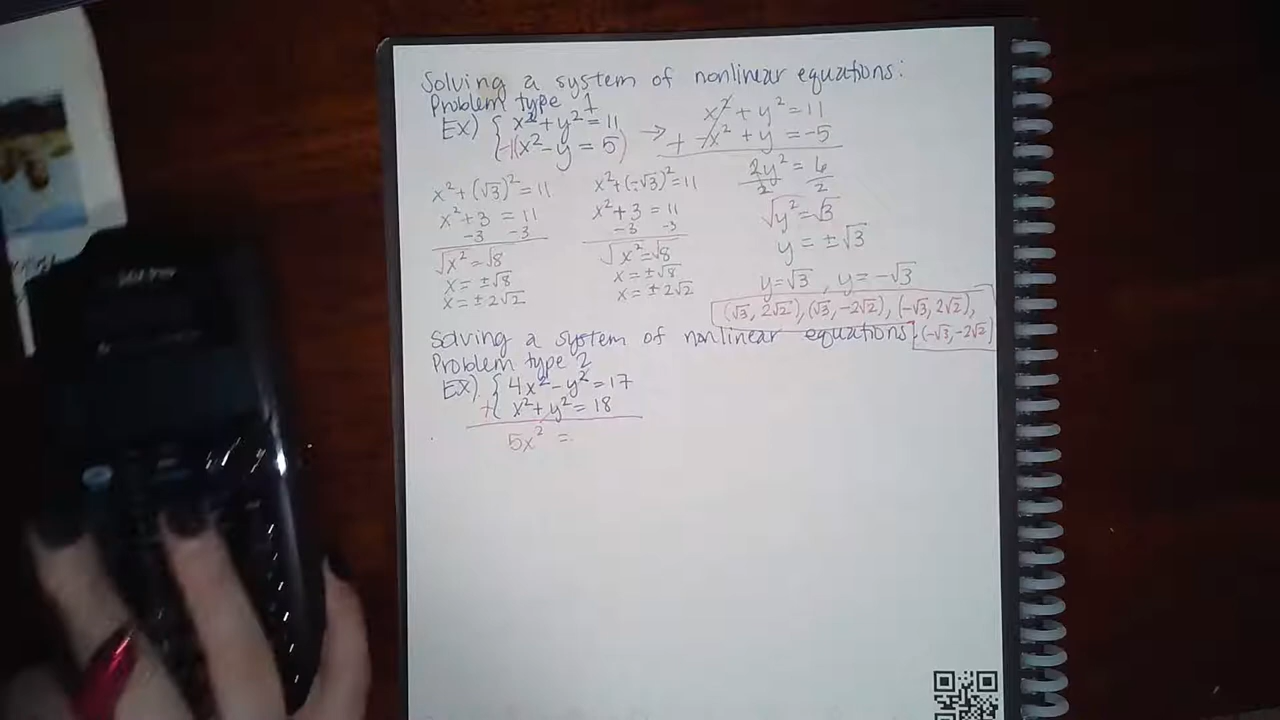 Solving a system of nonlinear equations:
Problem type 1
EX) { x² + y² = 11
-1(x² - y = 5)
→ x² + y² = 11
+ -x² + y = -5
2y² = 6
2 2
√y² = √3
y = ±√3
y = √3 , y = -√3
x² + (√3)² = 11
x² + 3 = 11
-3 -3
√x² = √8
x = ±√8
x = ±2√2
x² + (-√3)² = 11
x² + 3 = 11
-3 -3
√x² = √8
x = ±√8
x = ±2√2
(√3, 2√2), (√3, -2√2), (-√3, 2√2),
(-√3, -2√2)
Solving a system of nonlinear equations:
Problem type 2
EX) { 4x² - y² = 17
+ x² + y² = 18
5x² =